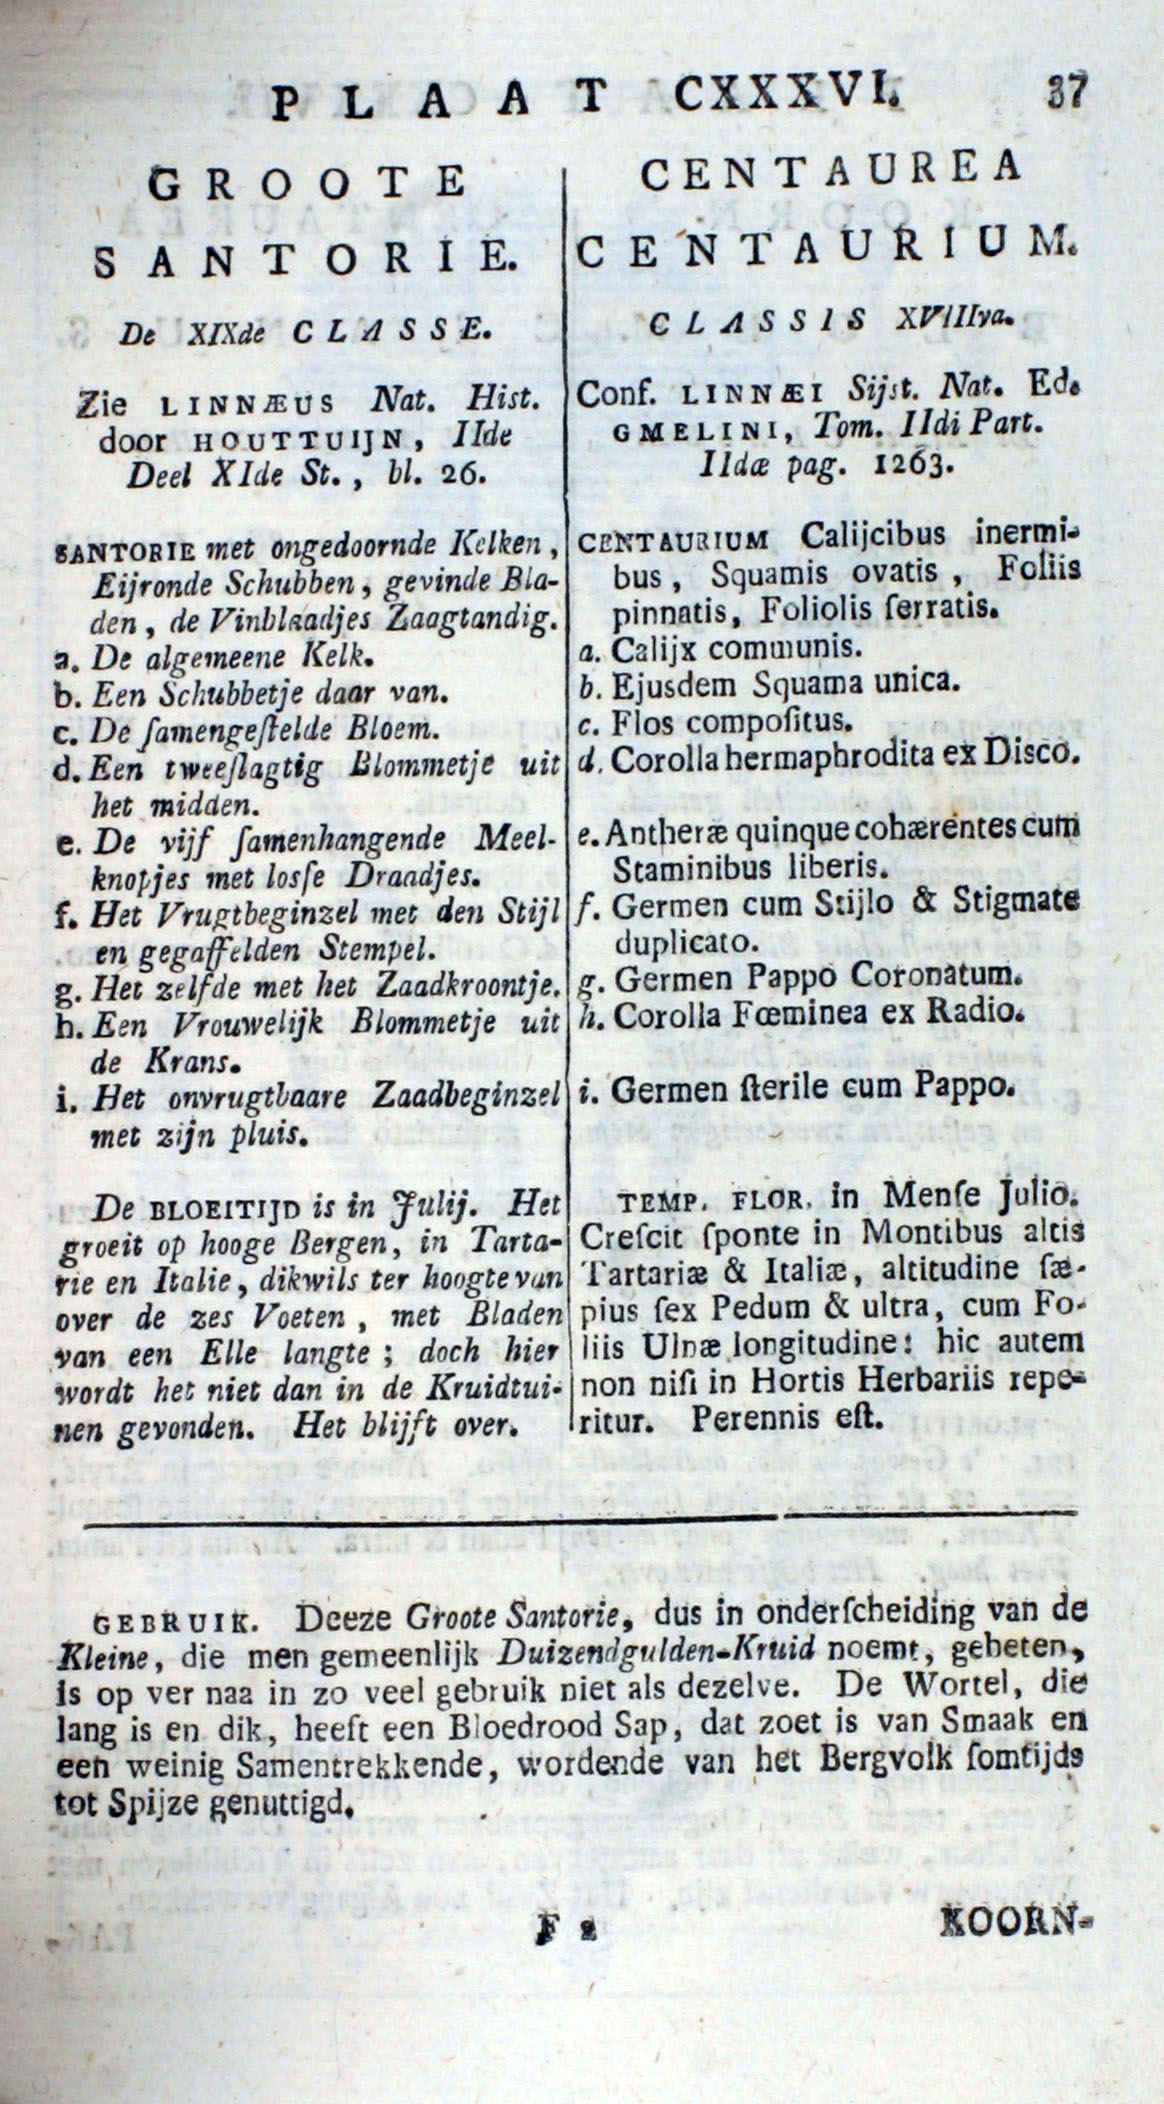 PLAAT CXXXVI. 37
GROOTE
SANTORIE.
De XIXde CLASSE.
Zie LINNÆUS Nat. Hist.
door HOUTTUIJN, IIde
Deel XIde St., bl. 26.
SANTORIE met ongedoornde Kelken,
Eijronde Schubben, gevinde Bla-
den, de Vinblaadjes Zaagtandig.
a. De algemeene Kelk.
b. Een Schubbetje daar van.
c. De ſamengeſtelde Bloem.
d. Een tweeſlagtig Blommetje uit
het midden.
e. De vijf ſamenhangende Meel-
knopjes met losſe Draadjes.
f. Het Vrugtbeginzel met den Stijl
en gegaffelden Stempel.
g. Het zelfde met het Zaadkroontje.
h. Een Vrouwelijk Blommetje uit
de Krans.
i. Het onvrugtbaare Zaadbeginzel
met zijn pluis.
De BLOEITIJD is in Julij. Het
groeit op hooge Bergen, in Tarta-
rie en Italie, dikwils ter hoogte van
over de zes Voeten, met Bladen
van een Elle langte; doch hier
wordt het niet dan in de Kruidtui-
nen gevonden. Het blijft over.
CENTAUREA
CENTAURIUM.
CLASSIS XVIIIIva.
Conf. LINNÆI Sijst. Nat. Ed.
GMELINI, Tom. IIdi Part.
IIdæ pag. 1263.
CENTAURIUM Calijcibus inermi-
bus, Squamis ovatis, Foliis
pinnatis, Foliolis ſerratis.
a. Calijx communis.
b. Ejusdem Squama unica.
c. Flos compoſitus.
d. Corolla hermaphrodita ex Disco.
e. Antheræ quinque cohærentes cum
Staminibus liberis.
f. Germen cum Stijlo & Stigmate
duplicato.
g. Germen Pappo Coronatum.
h. Corolla Fœminea ex Radio.
i. Germen ſterile cum Pappo.
TEMP. FLOR. in Menſe Julio.
Creſcit ſponte in Montibus altis
Tartariæ & Italiæ, altitudine ſæ-
pius ſex Pedum & ultra, cum Fo-
liis Ulnæ longitudine: hic autem
non niſi in Hortis Herbariis repe-
ritur. Perennis eſt.
GEBRUIK. Deeze Groote Santorie, dus in onderſcheiding van de
Kleine, die men gemeenlijk Duizendgulden-Kruid noemt, geheten,
is op ver naa in zo veel gebruik niet als dezelve. De Wortel, die
lang is en dik, heeft een Bloedrood Sap, dat zoet is van Smaak en
een weinig Samentrekkende, wordende van het Bergvolk ſomtijds
tot Spijze genuttigd.
F 2 KOORN-